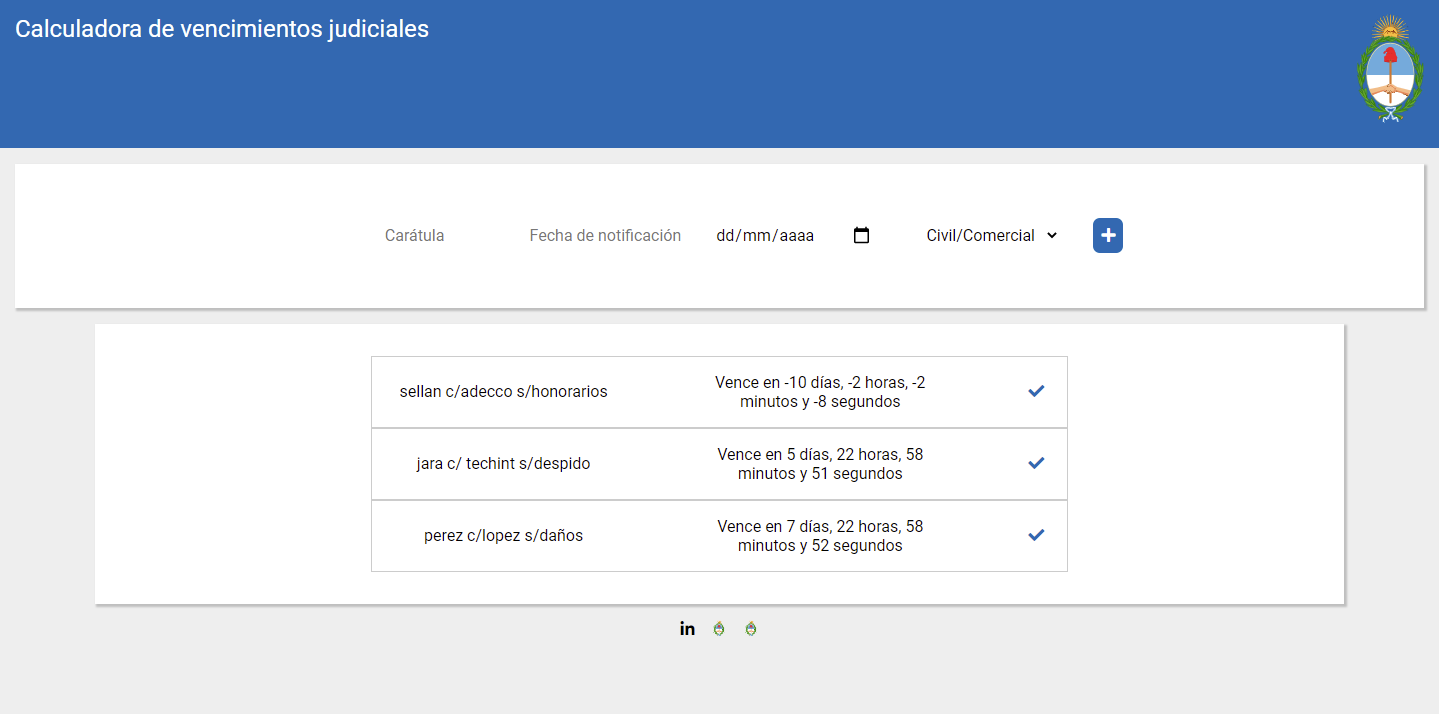 Calculadora de vencimientos judiciales
Carátula Fecha de notificación dd/mm/aaaa Civil/Comercial
sellan c/adecco s/honorarios
Vence en -10 días, -2 horas, -2
minutos y -8 segundos
jara c/ techint s/despido
Vence en 5 días, 22 horas, 58
minutos y 51 segundos
perez c/lopez s/daños
Vence en 7 días, 22 horas, 58
minutos y 52 segundos
in